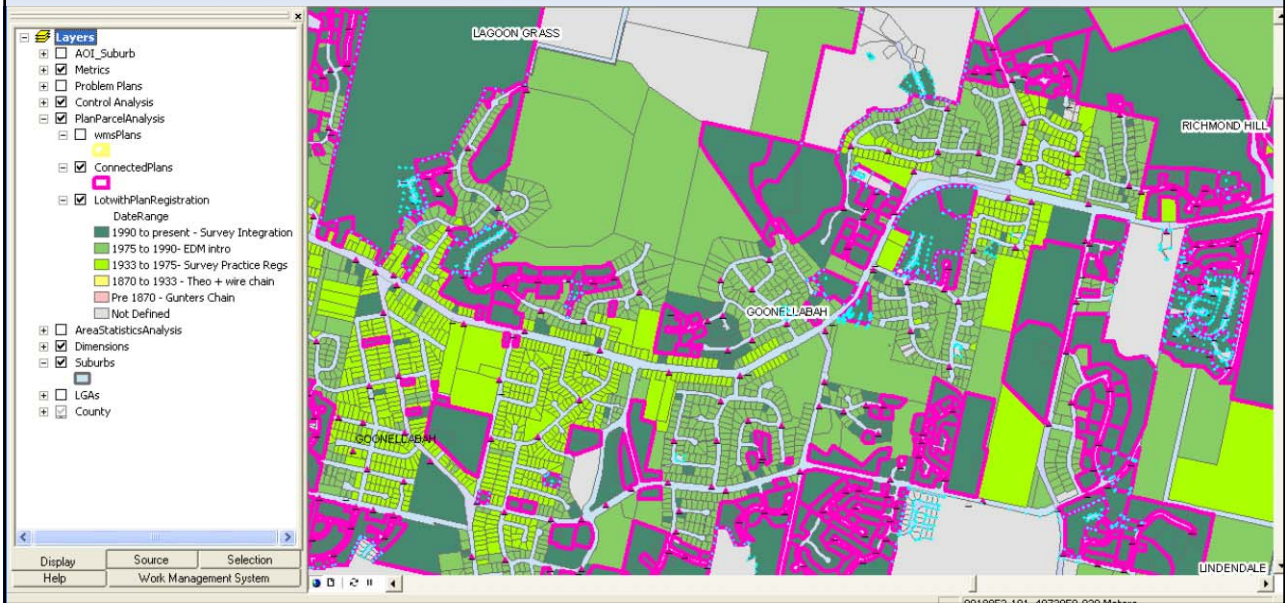 Layers
AOI_Suburb
Metrics
Problem Plans
Control Analysis
PlanParcelAnalysis
wmsPlans
ConnectedPlans
LotwithPlanRegistration
DateRange
1990 to present - Survey Integration
1975 to 1990- EDM intro
1933 to 1975- Survey Practice Regs
1870 to 1933 - Theo + wire chain
Pre 1870 - Gunters Chain
Not Defined
AreaStatisticsAnalysis
Dimensions
Suburbs
LGAs
County
Display
Source
Selection
Help
Work Management System
LAGOON GRASS
RICHMOND HILL
GOONELLABAH
GOONELLABAH
LINDENDALE
Meters